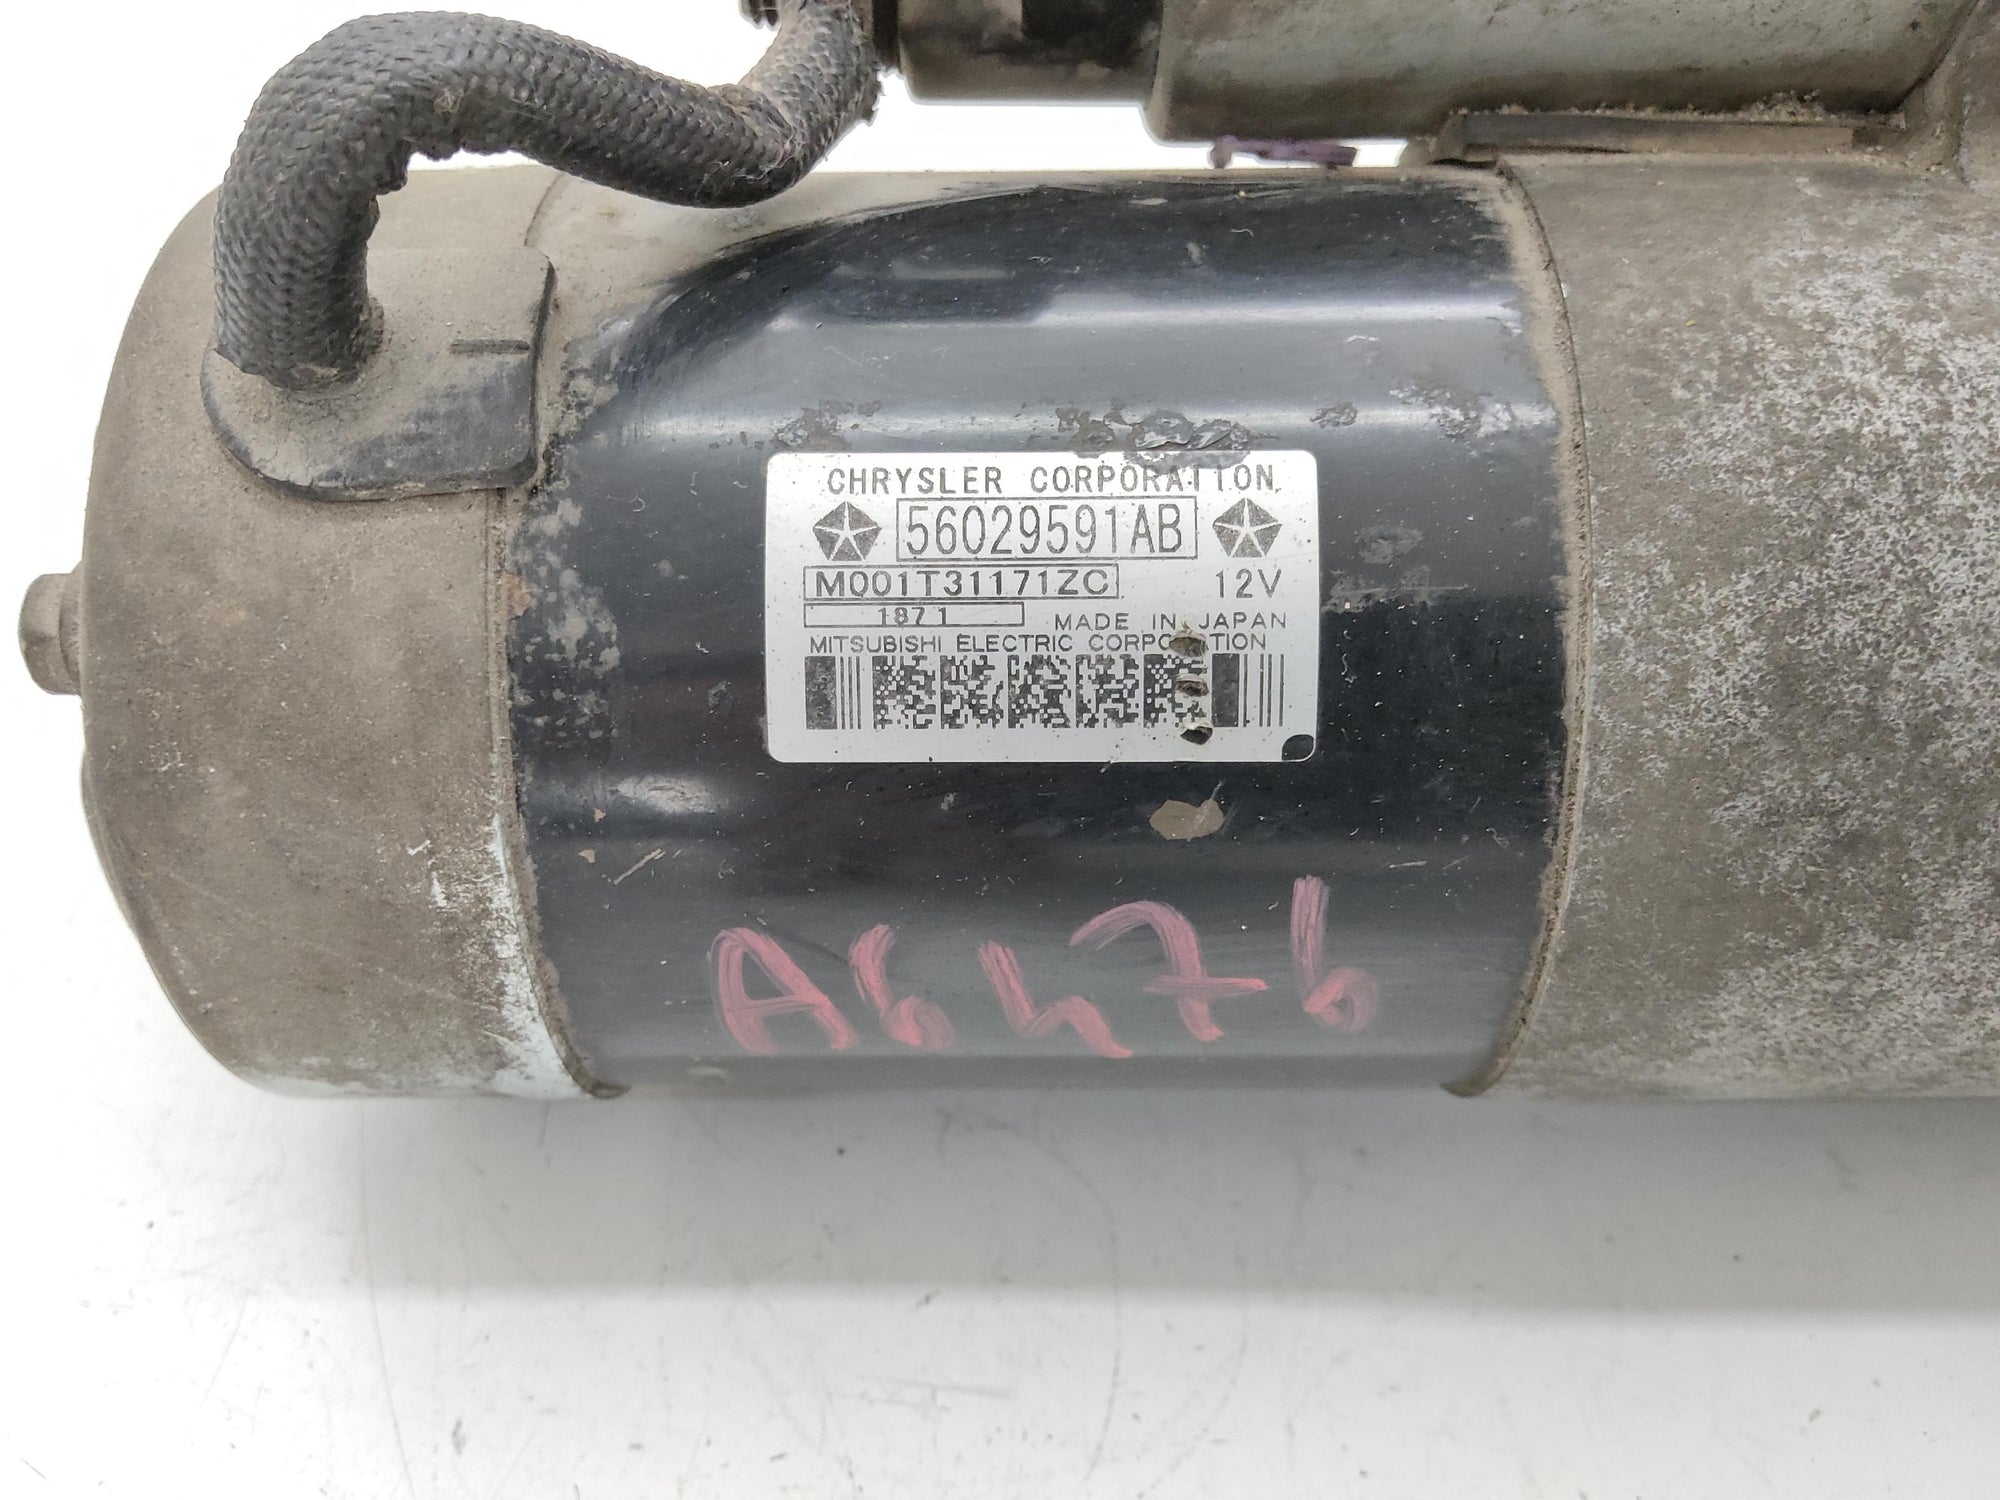 CHRYSLER CORPORATION
56029591AB
M001T31171ZC 12V
1871 MADE IN JAPAN
MITSUBISHI ELECTRIC CORPORATION
A6476